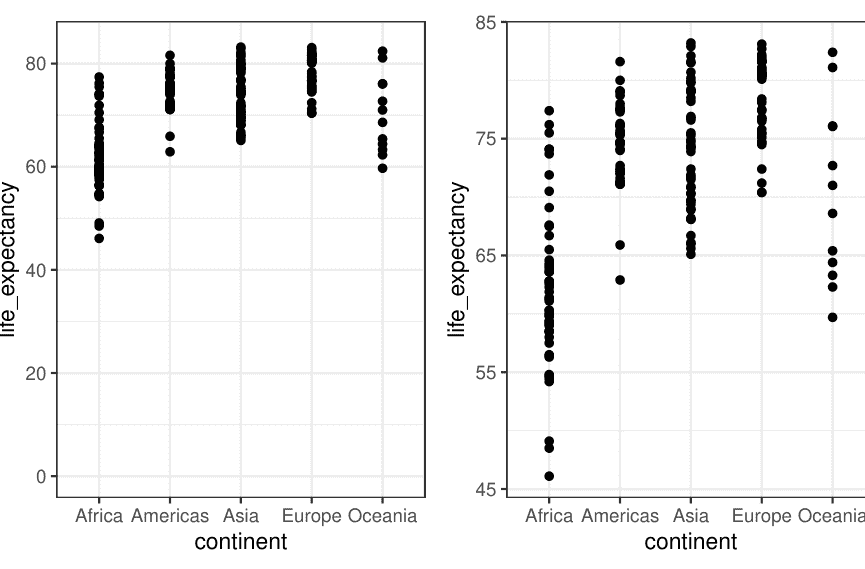 life_expectancy
80
60
40
20
0
Africa Americas Asia Europe Oceania
continent
life_expectancy
85
75
65
55
45
Africa Americas Asia Europe Oceania
continent